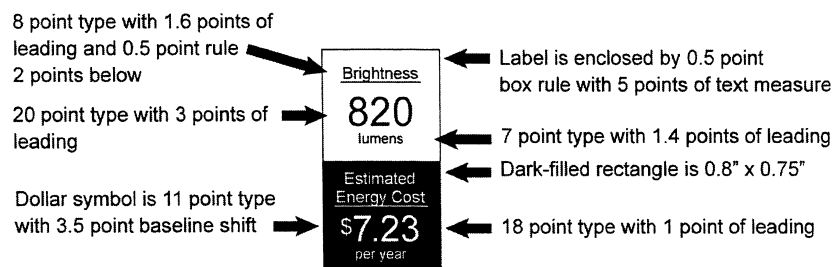 8 point type with 1.6 points of
leading and 0.5 point rule
2 points below
20 point type with 3 points of
leading
Dollar symbol is 11 point type
with 3.5 point baseline shift
Brightness
820
lumens
Estimated
Energy Cost
$7.23
per year
Label is enclosed by 0.5 point
box rule with 5 points of text measure
7 point type with 1.4 points of leading
Dark-filled rectangle is 0.8" x 0.75"
18 point type with 1 point of leading